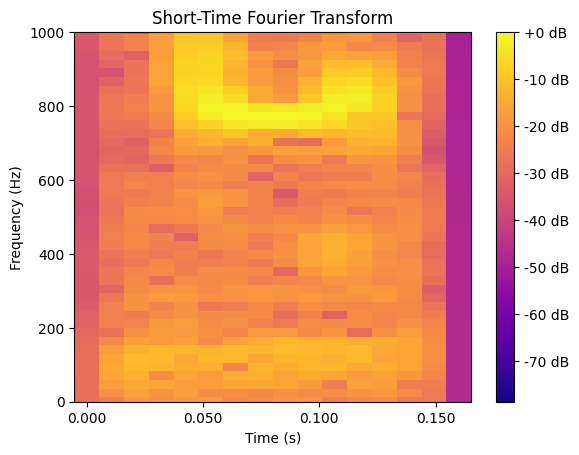 Short-Time Fourier Transform
Frequency (Hz)
1000
800
600
400
200
0
0.000
0.050
0.100
0.150
Time (s)
+0 dB
-10 dB
-20 dB
-30 dB
-40 dB
-50 dB
-60 dB
-70 dB